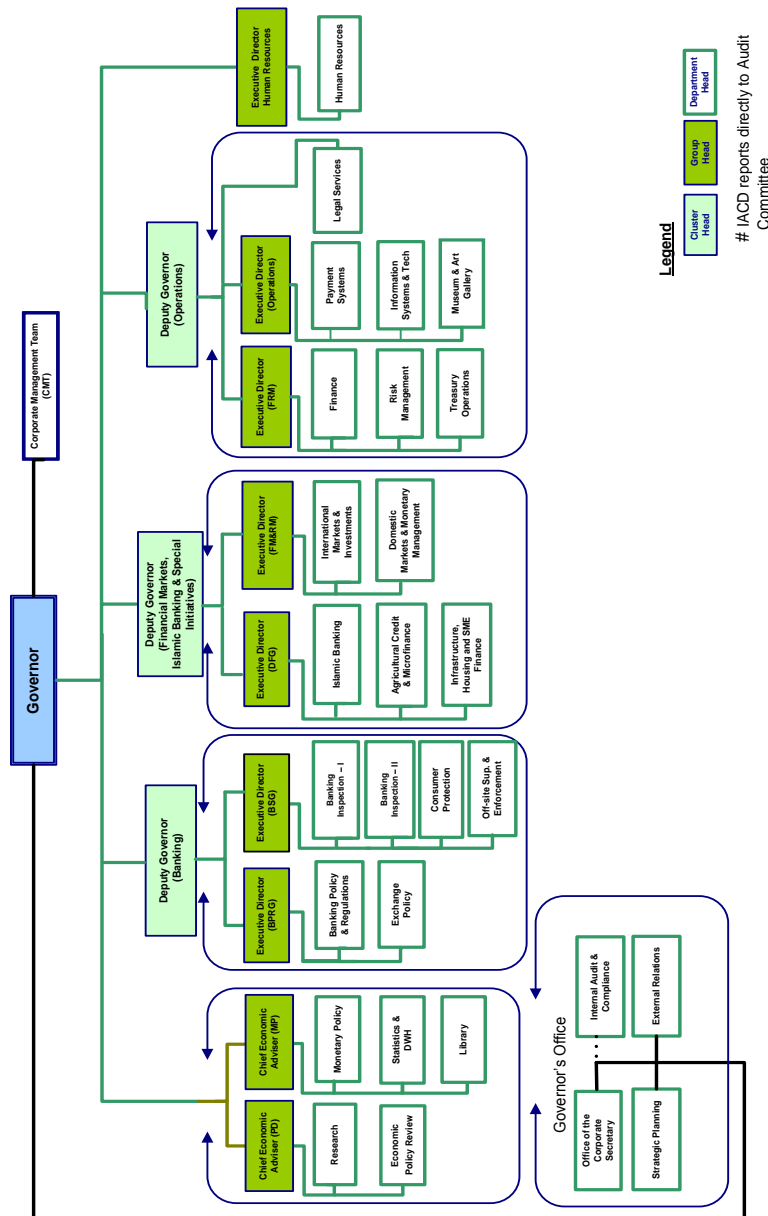 Governor
Corporate Management Team
(CMT)
Chief Economic
Adviser (PD)
Research
Economic
Policy Review
Chief Economic
Adviser (MP)
Monetary Policy
Statistics &
DWH
Library
Deputy Governor
(Banking)
Executive Director
(BPRG)
Banking Policy
& Regulations
Exchange
Policy
Executive Director
(BSG)
Banking
Inspection – I
Banking
Inspection – II
Consumer
Protection
Off-site Sup. &
Enforcement
Deputy Governor
(Financial Markets,
Islamic Banking & Special
Initiatives)
Executive Director
(DFG)
Islamic Banking
Agricultural Credit
& Microfinance
Infrastructure,
Housing and SME
Finance
Executive Director
(FM&RM)
International
Markets &
Investments
Domestic
Markets & Monetary
Management
Deputy Governor
(Operations)
Executive Director
(FRM)
Finance
Risk
Management
Treasury
Operations
Executive Director
(Operations)
Payment
Systems
Information
Systems & Tech
Museum & Art
Gallery
Legal Services
Executive Director
Human Resources
Human Resources
Governor's Office
Office of the
Corporate
Secretary
Internal Audit &
Compliance
Strategic Planning
External Relations
Legend
Cluster
Head
Group
Head
Department
Head
# IACD reports directly to Audit
Committee